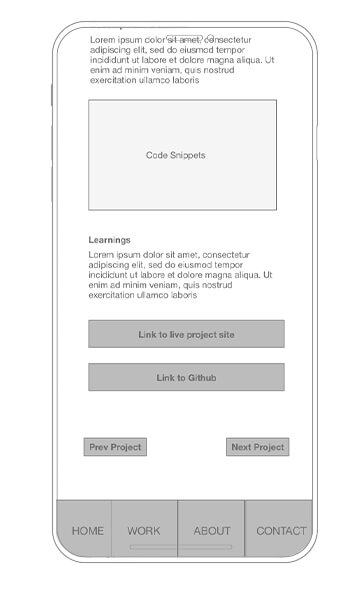 Lorem ipsum dolor sit amet, consectetur
adipiscing elit, sed do eiusmod tempor
incididunt ut labore et dolore magna aliqua. Ut
enim ad minim veniam, quis nostrud
exercitation ullamco laboris
Code Snippets
Learnings
Lorem ipsum dolor sit amet, consectetur
adipiscing elit, sed do eiusmod tempor
incididunt ut labore et dolore magna aliqua. Ut
enim ad minim veniam, quis nostrud
exercitation ullamco laboris
Link to live project site
Link to Github
Prev Project Next Project
HOME WORK ABOUT CONTACT